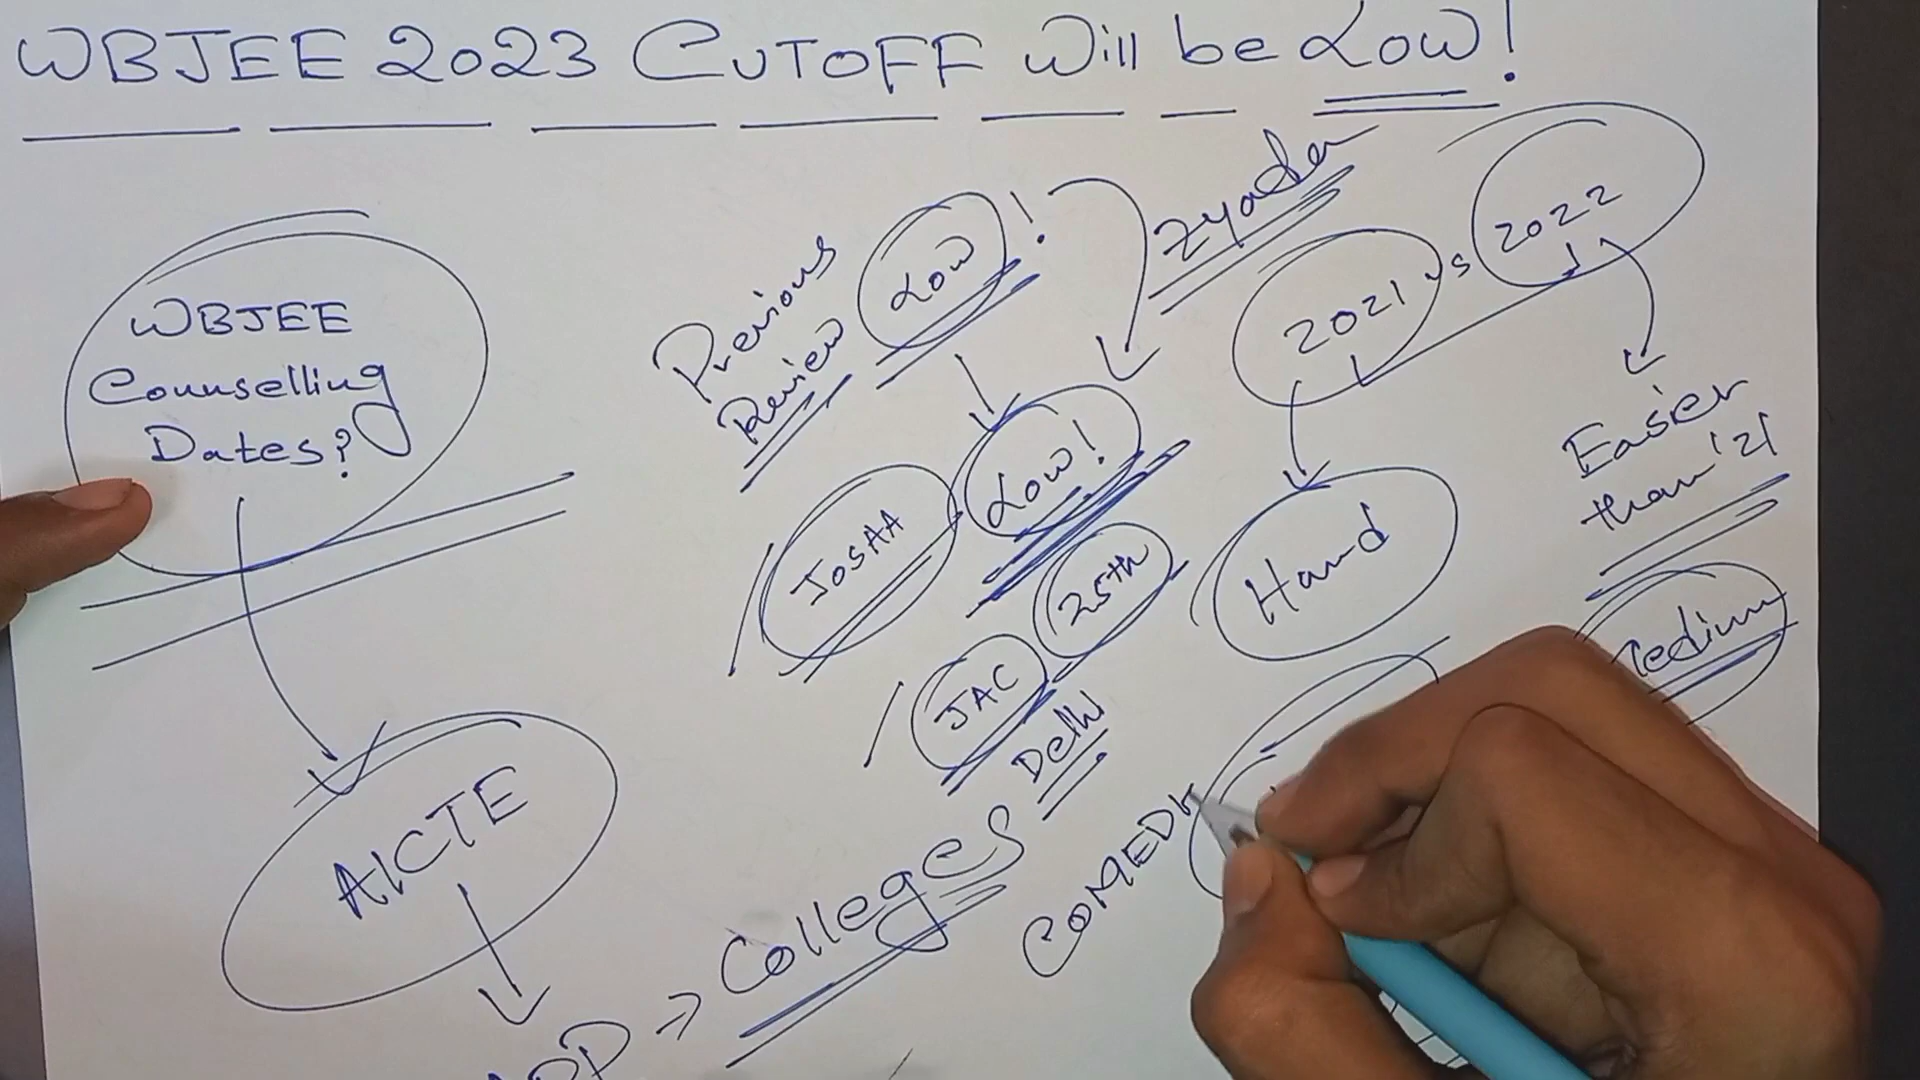 WBJEE 2023 CUTOFF Will be Low!
WBJEE
Counselling
Dates?
AICTE
→ Colleges
Previous
Review
Low!
Zyada
Low!
JOSAA
25th
JAC
Delhi
2021 vs 2022
Hard
Easier
than '21
COMEDK